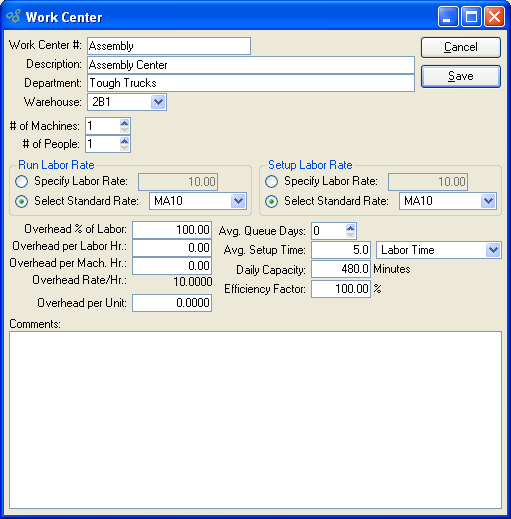 Work Center
Work Center #: Assembly
Cancel
Description: Assembly Center
Department: Tough Trucks
Save
Warehouse: 2B1
# of Machines: 1
# of People: 1
Run Labor Rate
Specify Labor Rate: 10.00
Select Standard Rate: MA10
Setup Labor Rate
Specify Labor Rate: 10.00
Select Standard Rate: MA10
Overhead % of Labor: 100.00
Overhead per Labor Hr.: 0.00
Overhead per Mach. Hr.: 0.00
Overhead Rate/Hr.: 10.0000
Overhead per Unit: 0.0000
Avg. Queue Days: 0
Avg. Setup Time: 5.0 Labor Time
Daily Capacity: 480.0 Minutes
Efficiency Factor: 100.00 %
Comments: